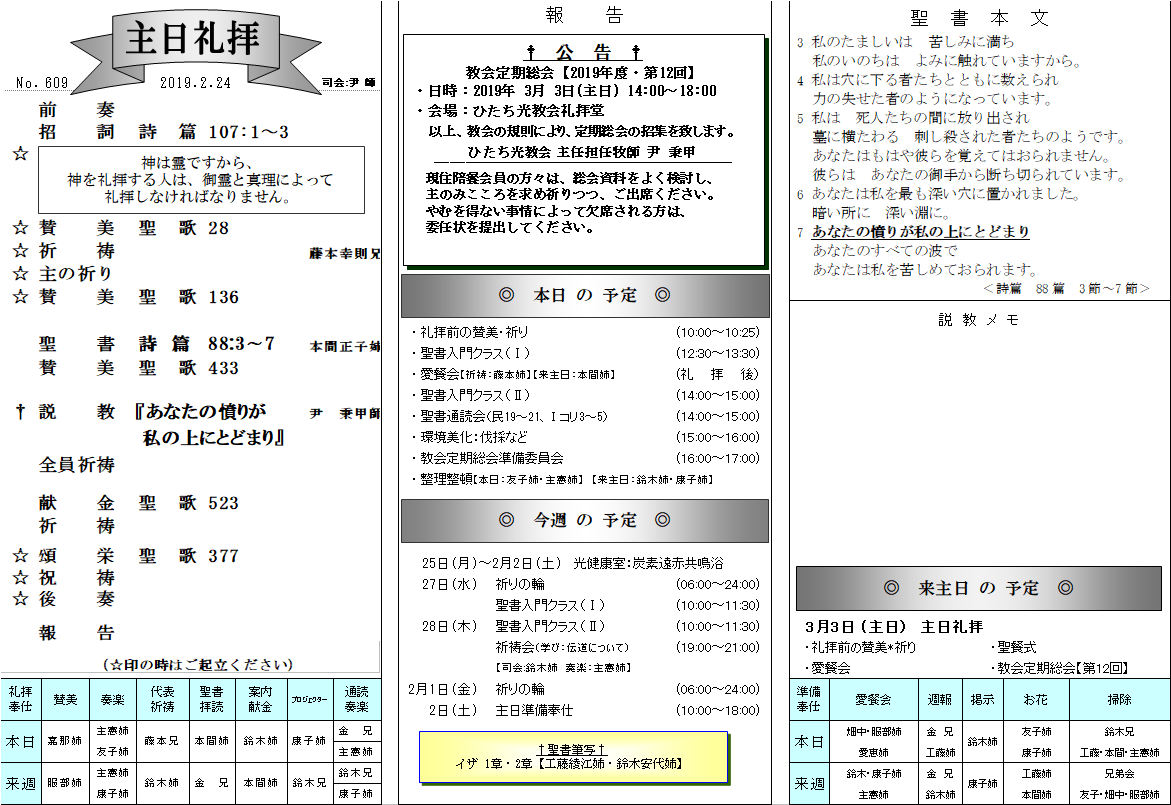 主日礼拝
No. 609 2019.2.24 司会:尹 師
前 奏
招 詞 詩 篇 107:1～3
☆ 神は霊ですから、
神を礼拝する人は、御霊と真理によって
礼拝しなければなりません。
☆ 賛 美 聖 歌 28
☆ 祈 祷 藤本幸則兄
☆ 主の祈り
☆ 賛 美 聖 歌 136
聖 書 詩 篇 88:3～7 本間正子姉
賛 美 聖 歌 433
† 説 教 『あなたの憤りが 尹 秉甲師
私の上にとどまり』
全員祈祷
献 金 聖 歌 523
祈 祷
☆ 頌 栄 聖 歌 377
☆ 祝 祷
☆ 後 奏
報 告
(☆印の時はご起立ください)
礼拝奉仕 賛美 奏楽 代表祈祷 聖書拝読 案内献金 プロジェクター 通読奏楽
本日 嘉那姉 主憲姉 友子姉 藤本兄 本間姉 鈴木姉 康子姉 金 兄 主憲姉
来週 服部姉 主憲姉 康子姉 鈴木姉 金 兄 本間姉 鈴木兄 鈴木兄 康子姉
報 告
† 公 告 †
教会定期総会【2019年度・第12回】
・日時：2019年 3月 3日(主日) 14:00～18:00
・会場：ひたち光教会礼拝堂
以上、教会の規則により、定期総会の招集を致します。
ひたち光教会 主任担任牧師 尹 秉甲
現住陪餐会員の方々は、総会資料をよく検討し、
主のみこころを求め祈りつつ、ご出席ください。
やむを得ない事情によって欠席される方は、
委任状を提出してください。
◎ 本日 の 予定 ◎
・礼拝前の賛美・祈り (10:00～10:25)
・聖書入門クラス(Ⅰ) (12:30～13:30)
・愛餐会【祈祷：藤本姉】【来主日：本間姉】 (礼 拝 後)
・聖書入門クラス(Ⅱ) (14:00～15:00)
・聖書通読会(民19～21、Ⅰコリ3～5) (14:00～15:00)
・環境美化：伐採など (15:00～16:00)
・教会定期総会準備委員会 (16:00～17:00)
・整理整頓【本日：友子姉・主憲姉】 【来主日：鈴木姉・康子姉】
◎ 今週 の 予定 ◎
25日(月)～2月2日(土) 光健康室：炭素遠赤共鳴浴
27日(水) 祈りの輪 (06:00～24:00)
聖書入門クラス(Ⅰ) (10:00～11:30)
28日(木) 聖書入門クラス(Ⅱ) (10:00～11:30)
祈祷会(学び：伝道について) (19:00～21:00)
【司会:鈴木姉 奏楽：主憲姉】
2月1日(金) 祈りの輪 (06:00～24:00)
2日(土) 主日準備奉仕 (10:00～18:00)
†聖書筆写†
イザ 1章・2章【工藤綾江姉・鈴木安代姉】
聖 書 本 文
3 私のたましいは 苦しみに満ち
私のいのちは よみに触れていますから。
4 私は穴に下る者たちとともに数えられ
力の失せた者のようになっています。
5 私は 死人たちの間に放り出され
墓に横たわる 刺し殺された者たちのようです。
あなたはもはや彼らを覚えてはおられません。
彼らは あなたの御手から断ち切られています。
6 あなたは私を最も深い穴に置かれました。
暗い所に 深い淵に。
7 あなたの憤りが私の上にとどまり
あなたのすべての波で
あなたは私を苦しめておられます。
＜詩篇 88篇 3節～7節＞
説 教 メ モ
◎ 来主日 の 予定 ◎
3月3日 (主日) 主日礼拝
・礼拝前の賛美*祈り ・聖餐式
・愛餐会 ・教会定期総会【第12回】
準備奉仕 愛餐会 週報 掲示 お花 掃除
本日 畑中・服部姉 愛恵姉 金 兄 工藤姉 鈴木姉 友子姉 康子姉 鈴木兄 工藤・本間・主憲姉
来週 鈴木・康子姉 主憲姉 金 兄 鈴木姉 康子姉 工藤姉 本間姉 兄弟会 友子・畑中・服部姉